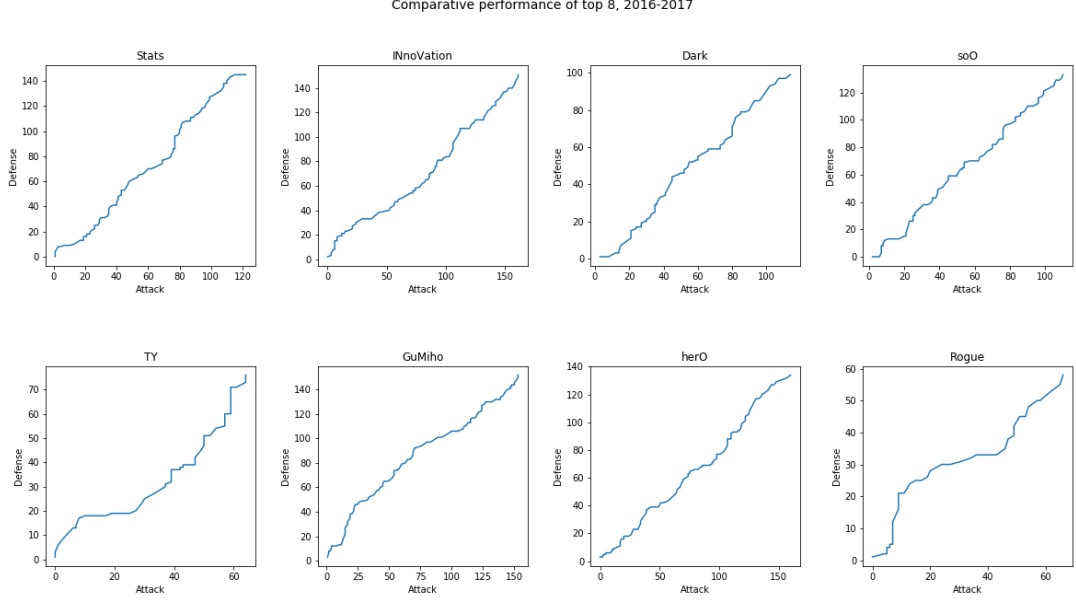 Comparative performance of top 8, 2016-2017
Stats
INnoVation
Dark
soO
140
120
100
80
60
40
20
0
Defense
0 20 40 60 80 100 120
Attack
140
120
100
80
60
40
20
0
Defense
0 50 100 150
Attack
100
80
60
40
20
0
Defense
0 20 40 60 80 100
Attack
120
100
80
60
40
20
0
Defense
0 20 40 60 80 100
Attack
TY
GuMiho
herO
Rogue
70
60
50
40
30
20
10
0
Defense
0 20 40 60
Attack
140
120
100
80
60
40
20
0
Defense
0 25 50 75 100 125 150
Attack
140
120
100
80
60
40
20
0
Defense
0 50 100 150
Attack
60
50
40
30
20
10
0
Defense
0 20 40 60
Attack